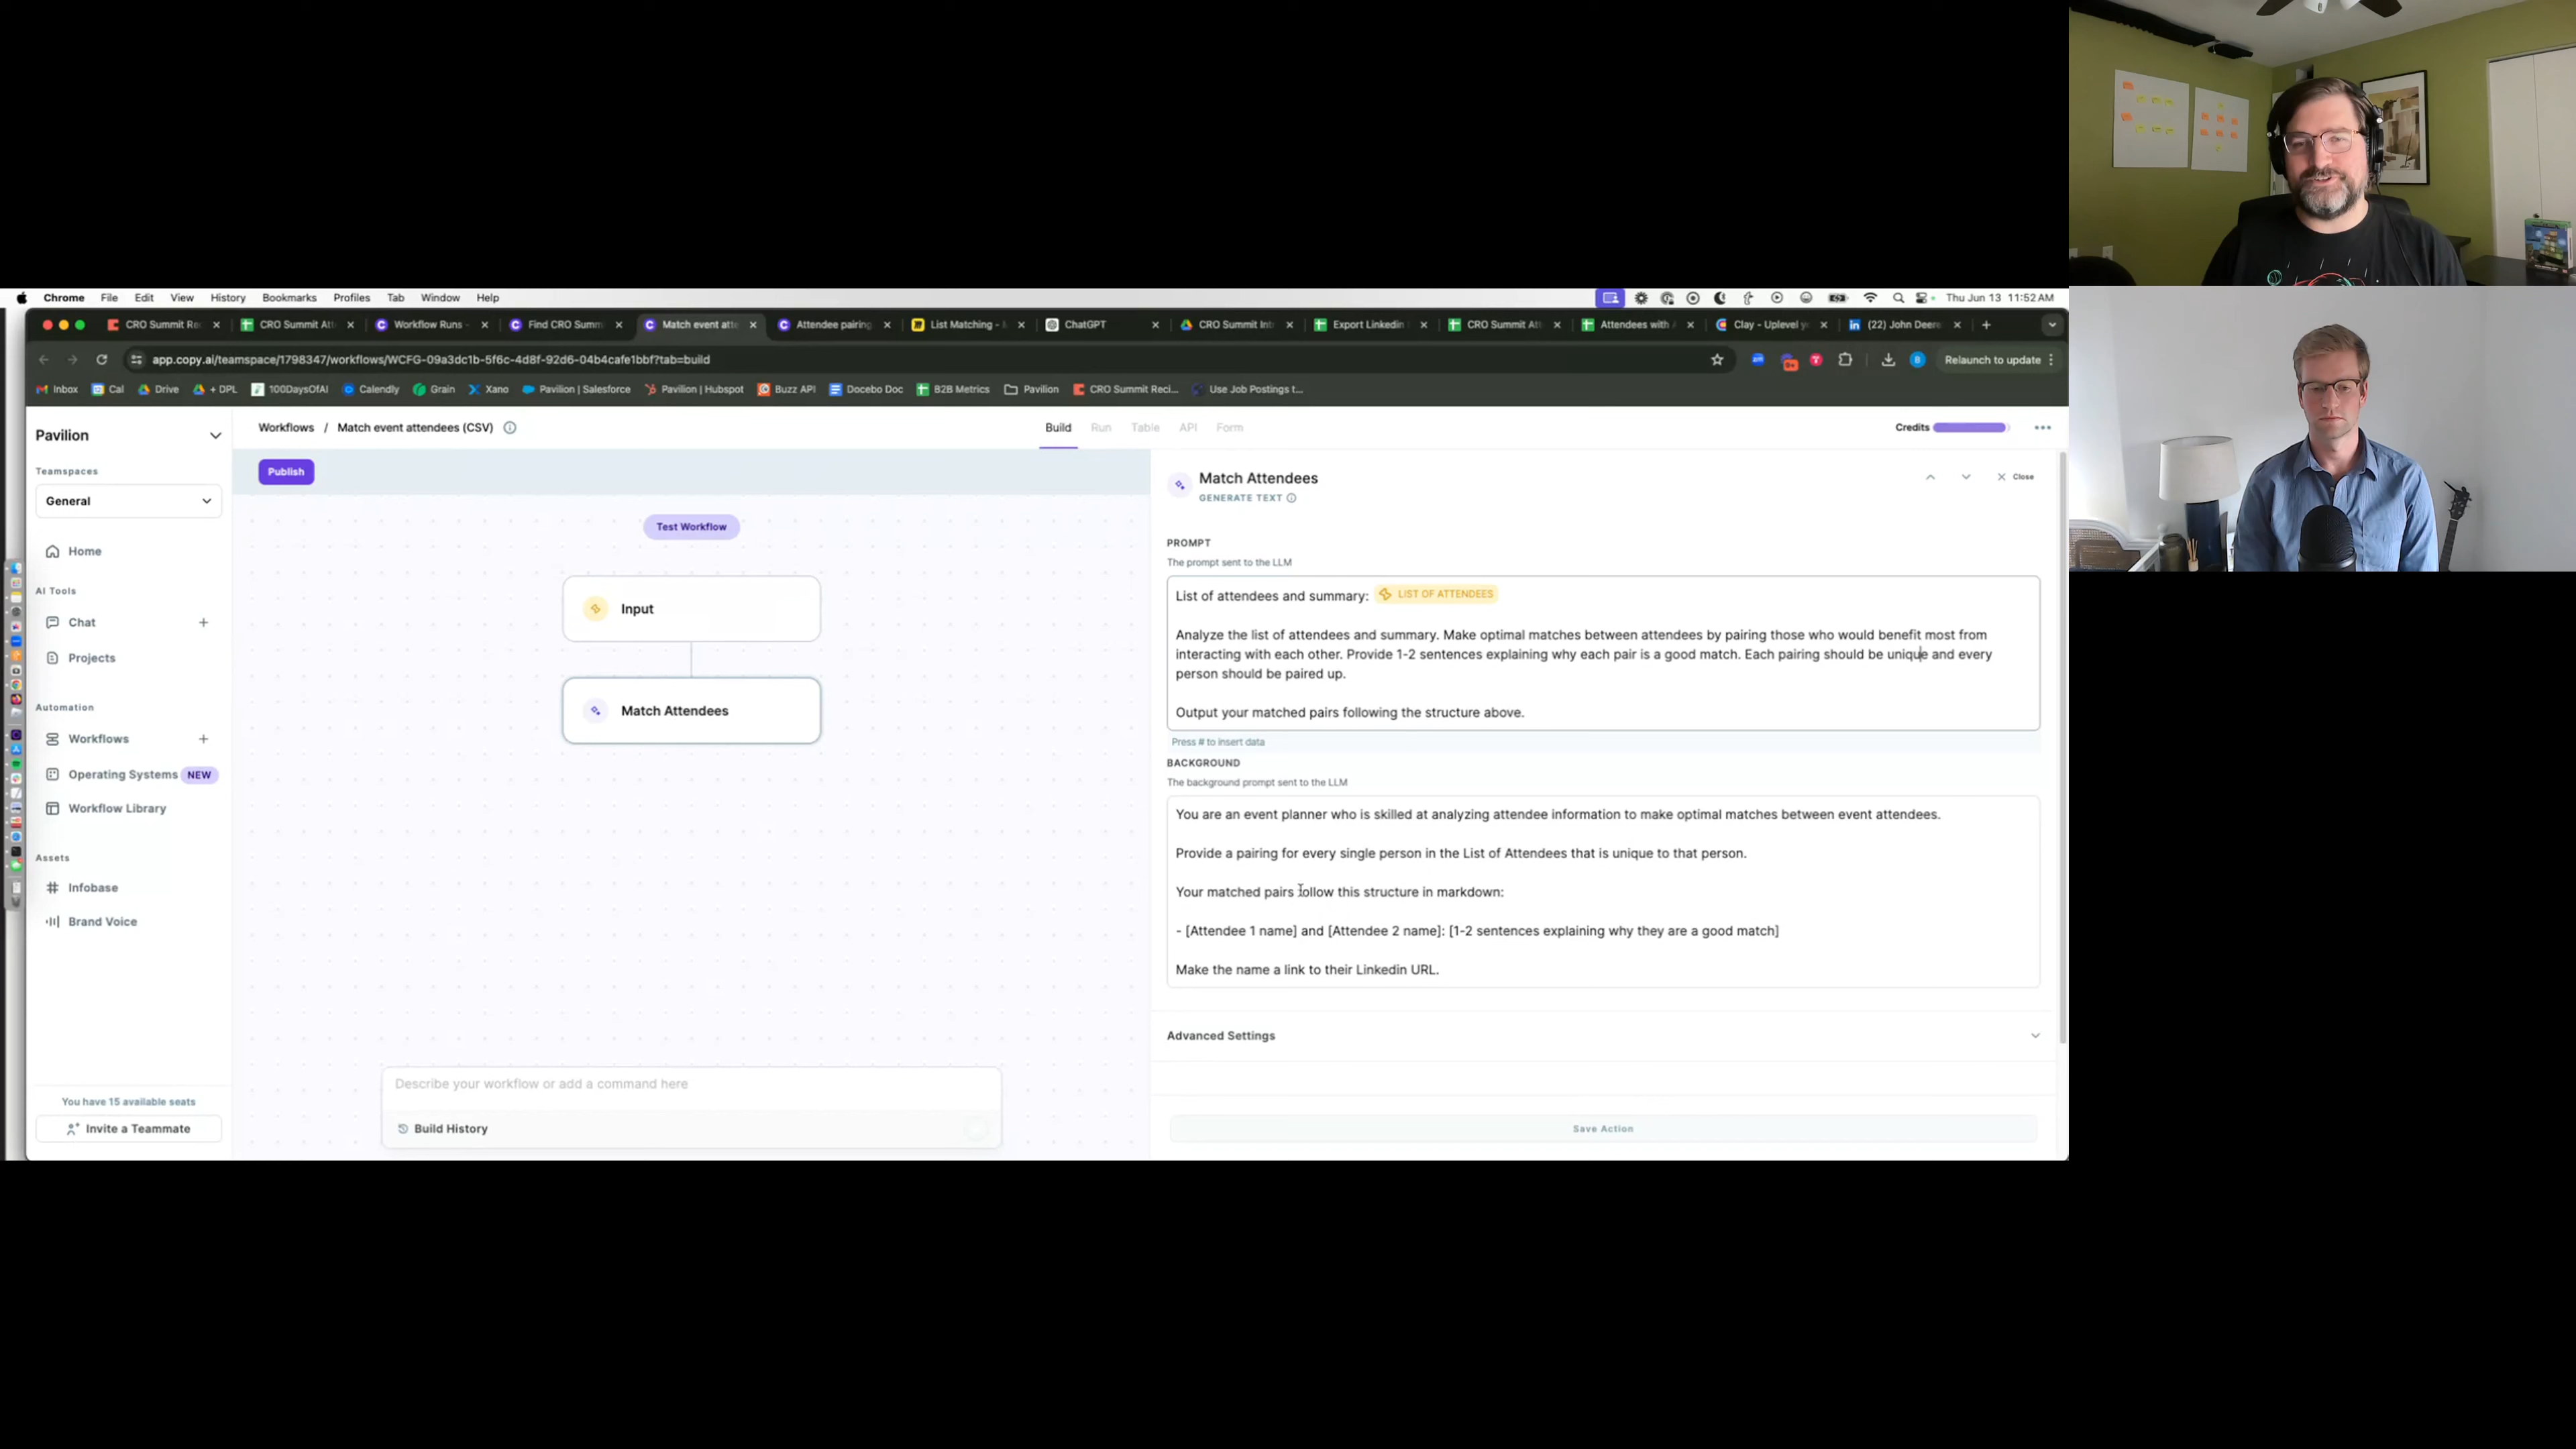 Chrome File Edit View History Bookmarks Profiles Tab Window Help
Thu Jun 13 11:52 AM
CRO Summit Re
CRO Summit Att
Workflow Runs -
Find CRO Summ
Match event atte
Attendee pairing
List Matching -
ChatGPT
CRO Summit Int
Export Linkedin
CRO Summit Att
Attendees with
Clay - Uplevel y
(22) John Deere
app.copy.ai/teamspace/1798347/workflows/WCFG-09a3dc1b-5f6c-4d8f-92d6-04b4cafe1bbf?tab=build
Relaunch to update
Inbox Cal Drive + DPL 100DaysOfAI Calendly Grain Xano Pavilion | Salesforce Pavilion | Hubspot Buzz API Docebo Doc B2B Metrics Pavilion CRO Summit Reci... Use Job Postings t...
Pavilion
Teamspaces
General
Home
AI Tools
Chat
Projects
Automation
Workflows
Operating Systems NEW
Workflow Library
Assets
Infobase
Brand Voice
You have 15 available seats
Invite a Teammate
Workflows / Match event attendees (CSV)
Build Run Table API Form
Credits
Publish
Test Workflow
Input
Match Attendees
Describe your workflow or add a command here
Build History
Match Attendees
GENERATE TEXT
Close
PROMPT
The prompt sent to the LLM
List of attendees and summary: LIST OF ATTENDEES
Analyze the list of attendees and summary. Make optimal matches between attendees by pairing those who would benefit most from
interacting with each other. Provide 1-2 sentences explaining why each pair is a good match. Each pairing should be unique and every
person should be paired up.
Output your matched pairs following the structure above.
Press # to insert data
BACKGROUND
The background prompt sent to the LLM
You are an event planner who is skilled at analyzing attendee information to make optimal matches between event attendees.
Provide a pairing for every single person in the List of Attendees that is unique to that person.
Your matched pairs follow this structure in markdown:
- [Attendee 1 name] and [Attendee 2 name]: [1-2 sentences explaining why they are a good match]
Make the name a link to their Linkedin URL.
Advanced Settings
Save Action